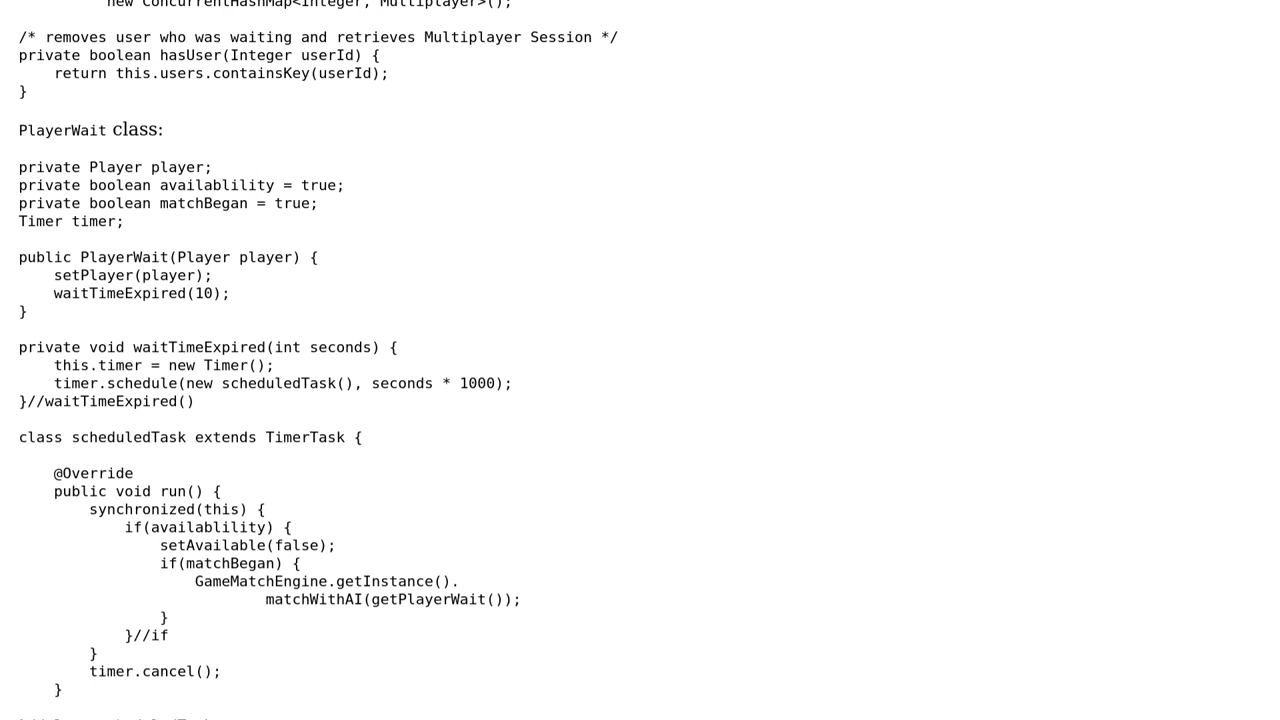 new ConcurrentHashMap<Integer, Multiplayer>();
/* removes user who was waiting and retrieves Multiplayer Session */
private boolean hasUser(Integer userId) {
    return this.users.containsKey(userId);
}
PlayerWait class:
private Player player;
private boolean availablility = true;
private boolean matchBegan = true;
Timer timer;
public PlayerWait(Player player) {
    setPlayer(player);
    waitTimeExpired(10);
}
private void waitTimeExpired(int seconds) {
    this.timer = new Timer();
    timer.schedule(new scheduledTask(), seconds * 1000);
}//waitTimeExpired()
class scheduledTask extends TimerTask {
    @Override
    public void run() {
        synchronized(this) {
            if(availablility) {
                setAvailable(false);
                if(matchBegan) {
                    GameMatchEngine.getInstance().
                            matchWithAI(getPlayerWait());
                }
            }//if
        }
        timer.cancel();
    }